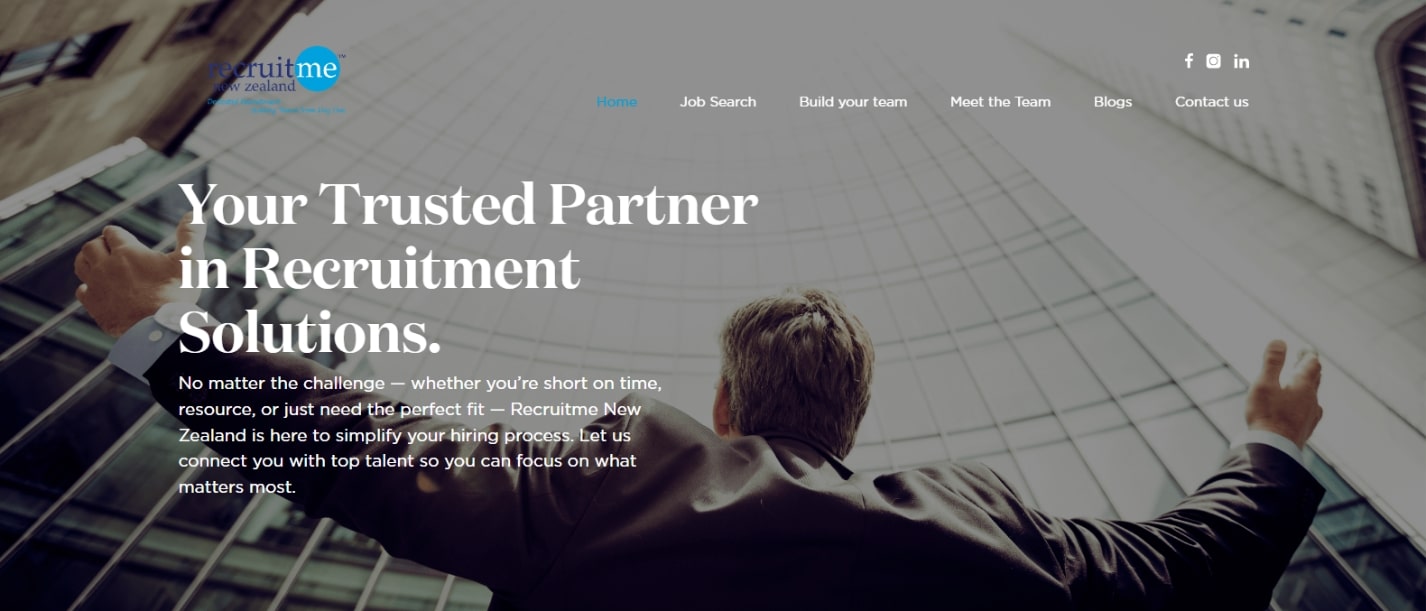 recruitme™
new zealand
Home Job Search Build your team Meet the Team Blogs Contact us
Your Trusted Partner
in Recruitment
Solutions.
No matter the challenge — whether you’re short on time,
resource, or just need the perfect fit — Recruitme New
Zealand is here to simplify your hiring process. Let us
connect you with top talent so you can focus on what
matters most.